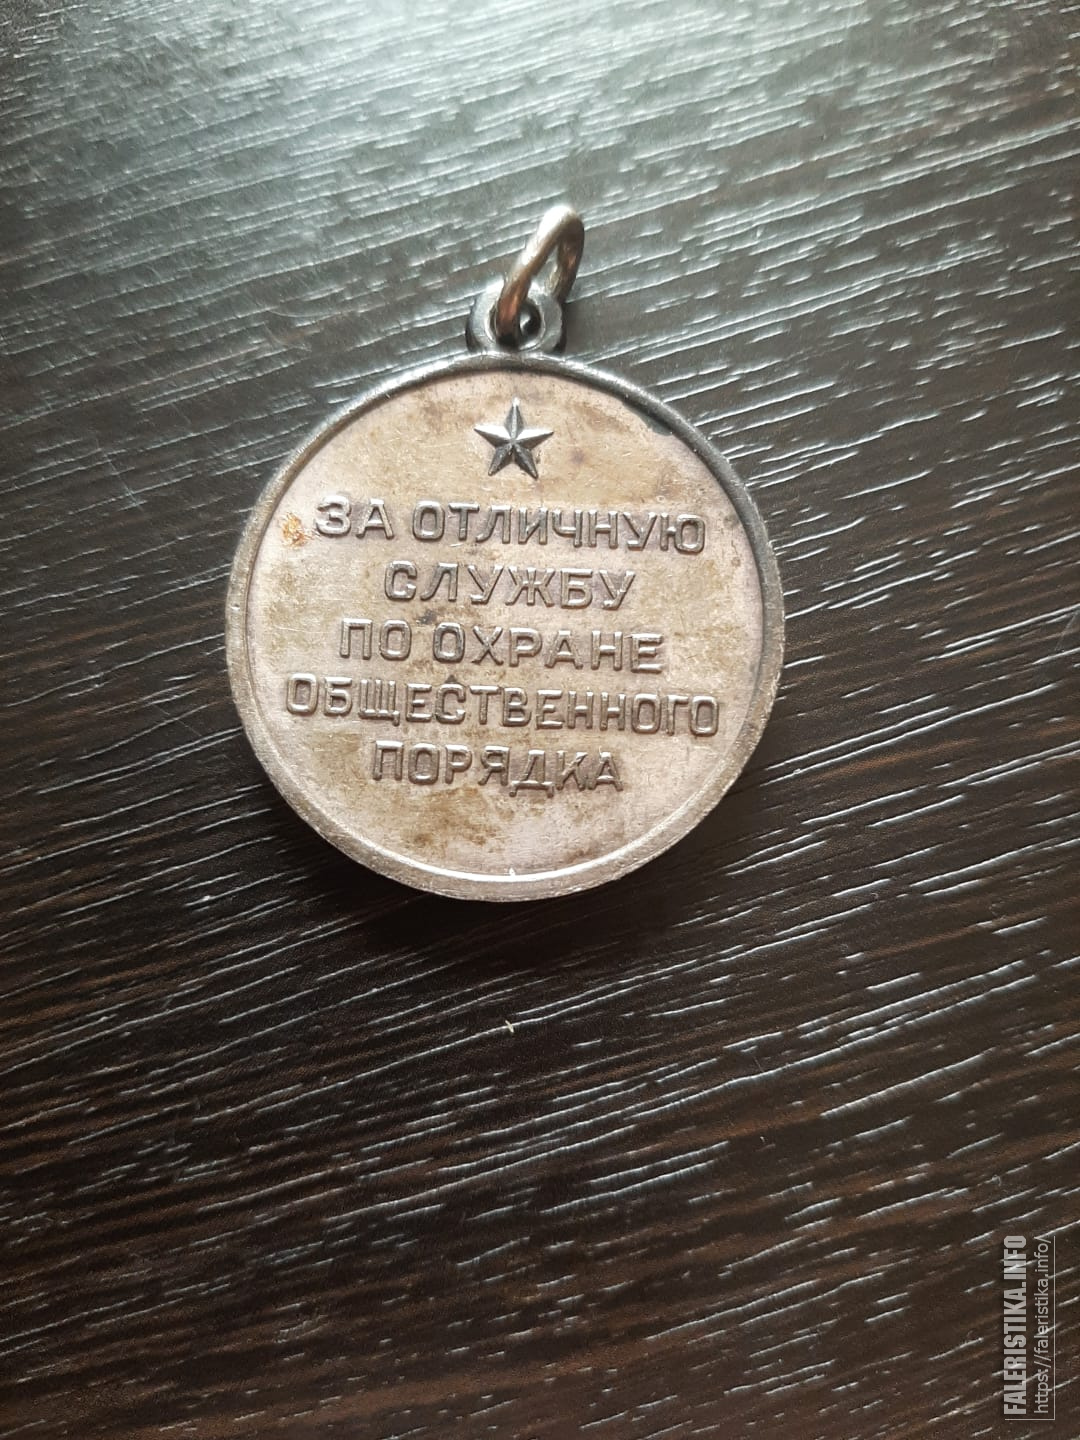 ЗА ОТЛИЧНУЮ
СЛУЖБУ
ПО ОХРАНЕ
ОБЩЕСТВЕННОГО
ПОРЯДКА
FALERISTIKA.INFO
https://faleristika.info/